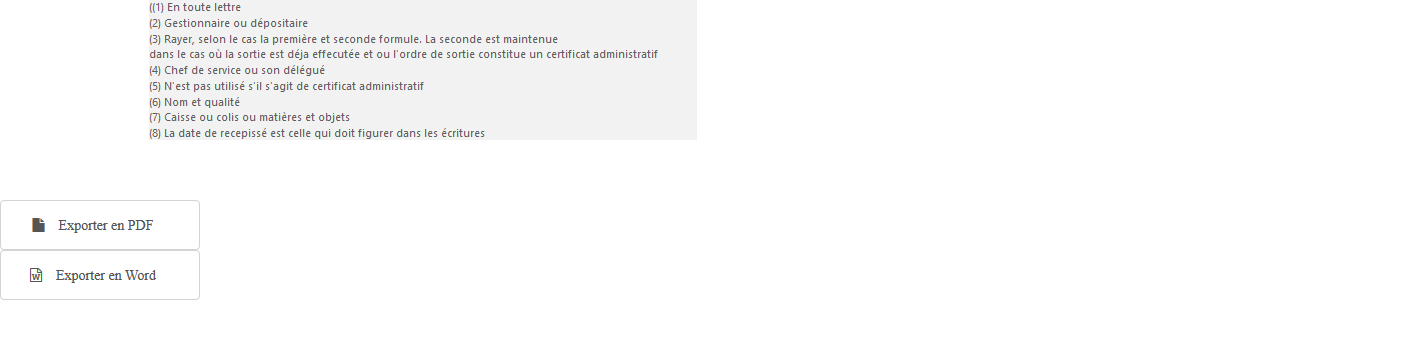 ((1) En toute lettre
(2) Gestionnaire ou dépositaire
(3) Rayer, selon le cas la première et seconde formule. La seconde est maintenue
dans le cas où la sortie est déja effecutée et ou l'ordre de sortie constitue un certificat administratif
(4) Chef de service ou son délégué
(5) N'est pas utilisé s'il s'agit de certificat administratif
(6) Nom et qualité
(7) Caisse ou colis ou matières et objets
(8) La date de recepissé est celle qui doit figurer dans les écritures
Exporter en PDF
Exporter en Word